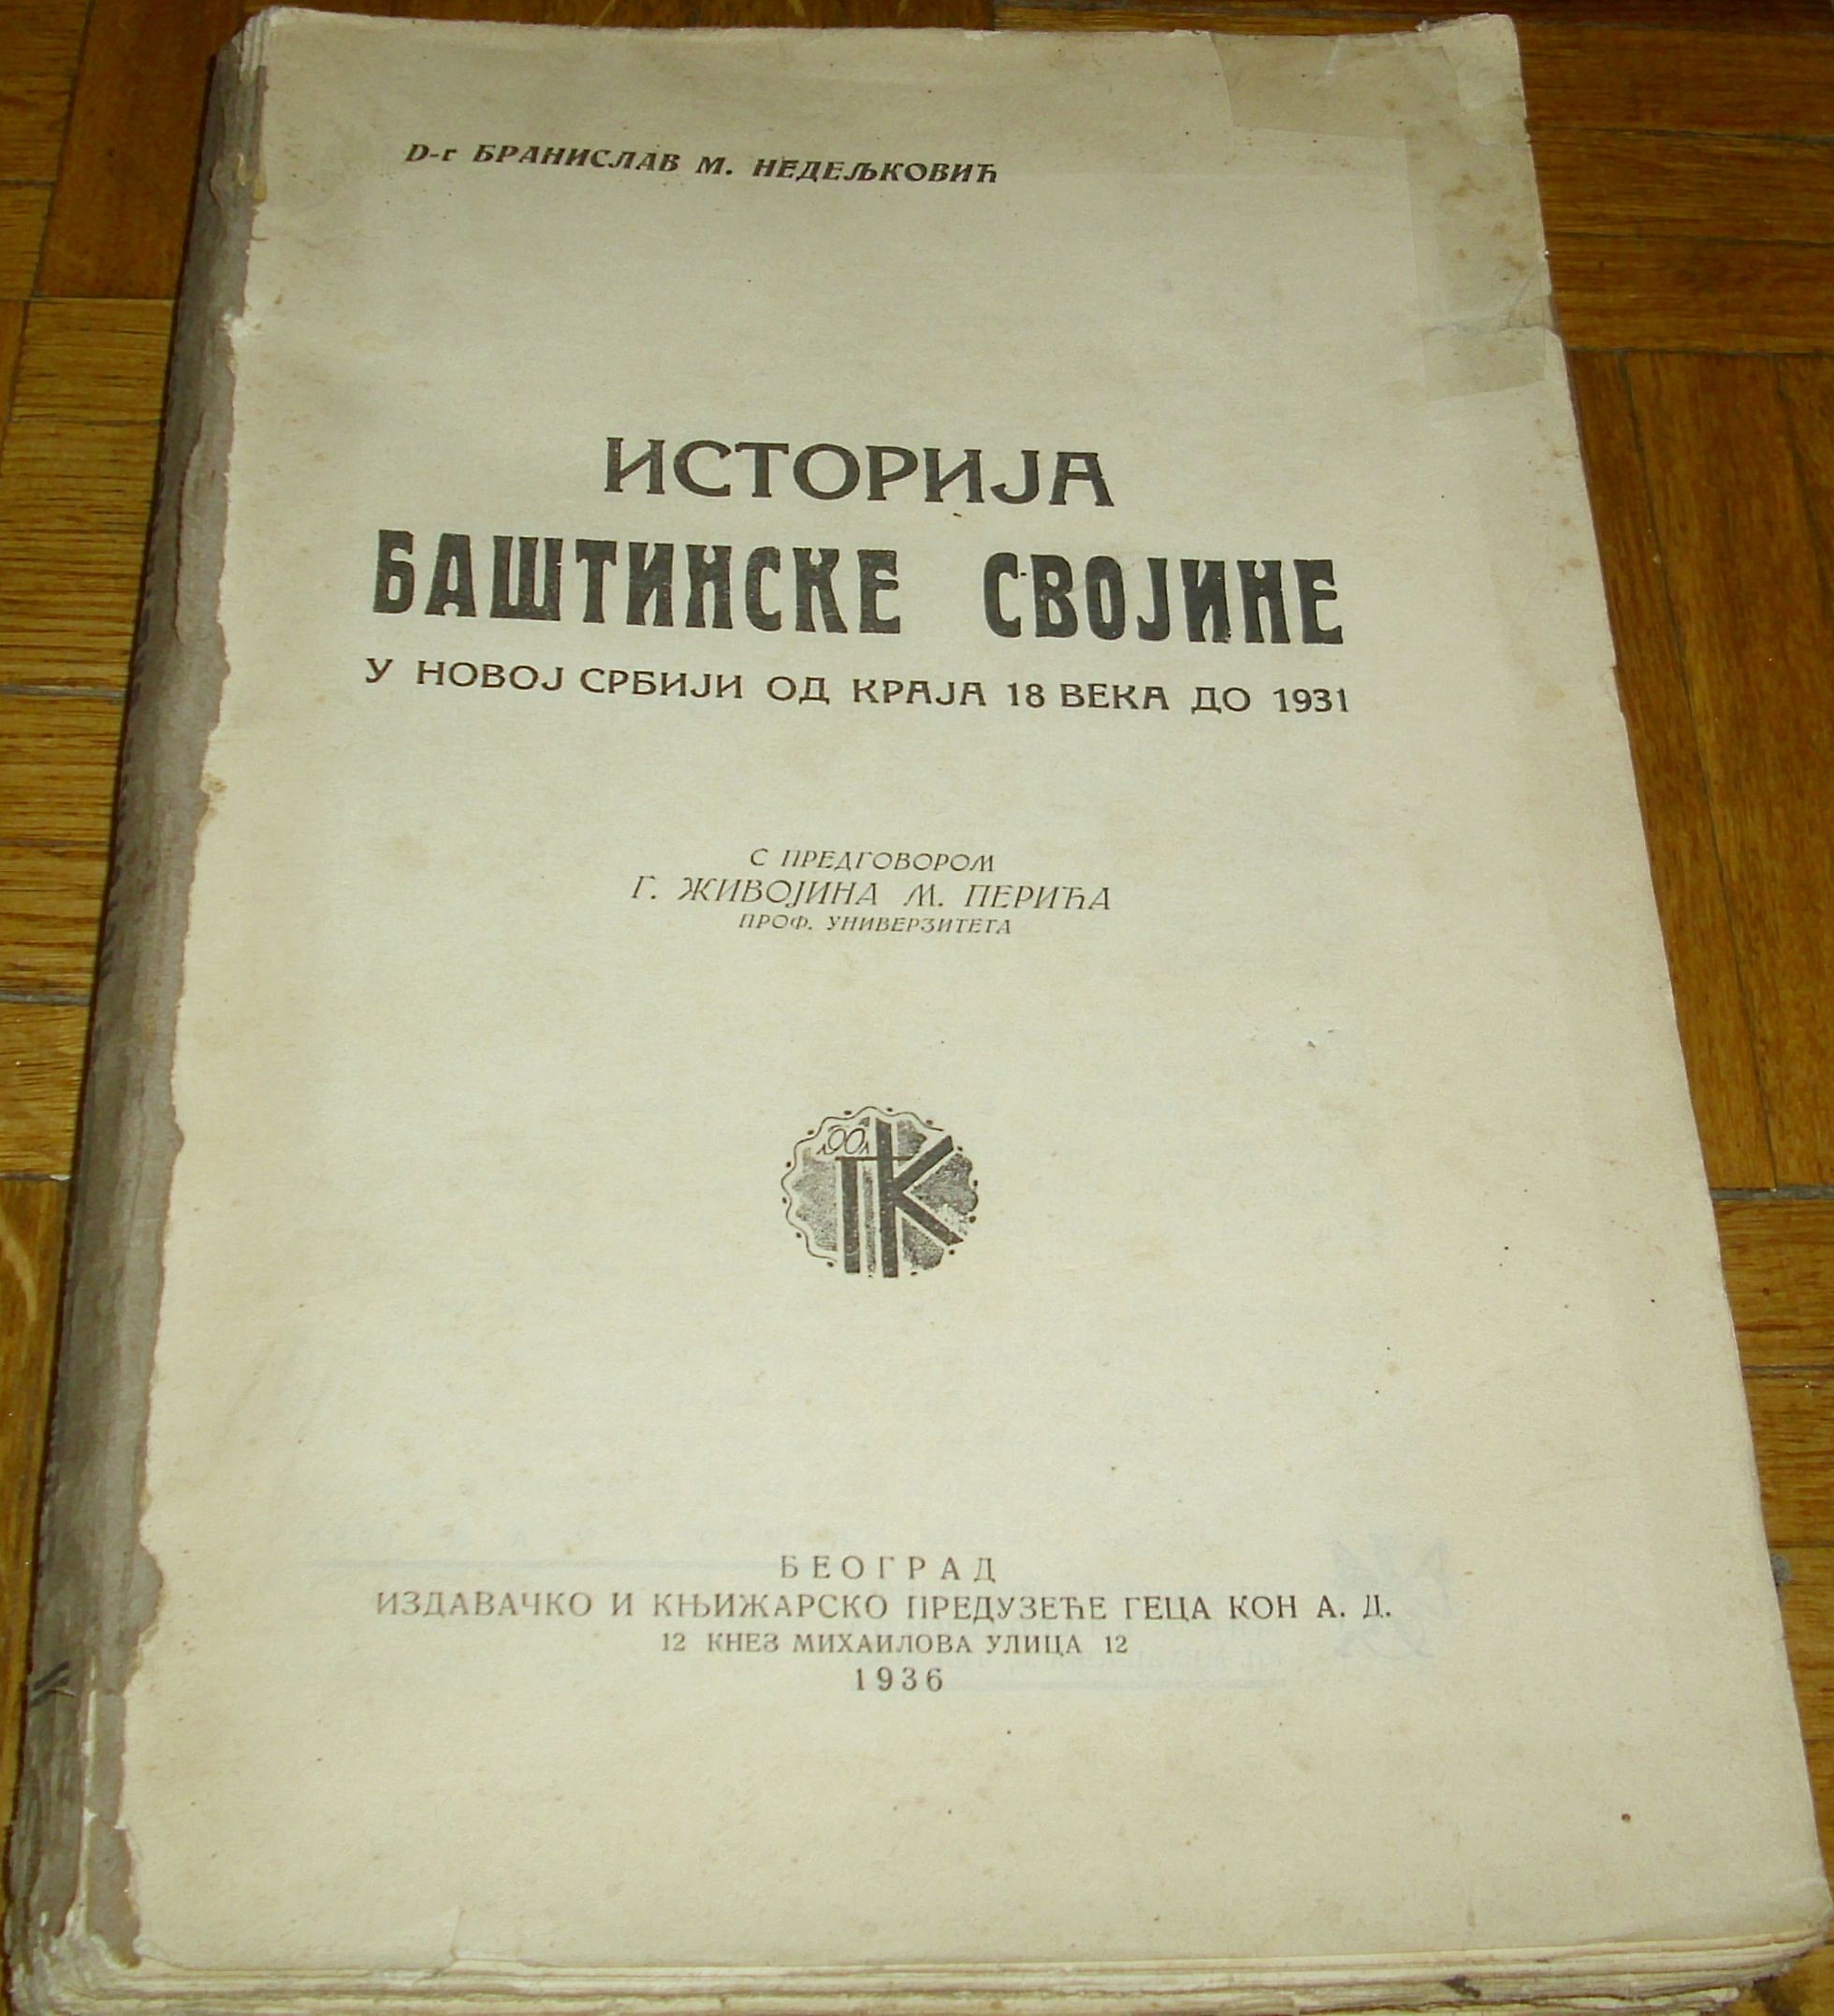 D-r БРАНИСЛАВ М. НЕДЕЉКОВИЋ
ИСТОРИЈА
БАШТИНСКЕ СВОЈИНЕ
У НОВОЈ СРБИЈИ ОД КРАЈА 18 ВЕКА ДО 1931
С ПРЕДГОВОРОМ
Г. ЖИВОЈИНА М. ПЕРИЋА
ПРОФ. УНИВЕРЗИТЕТА
1901
ГК
БЕОГРАД
ИЗДАВАЧКО И КЊИЖАРСКО ПРЕДУЗЕЋЕ ГЕЦА КОН А. Д.
12 КНЕЗ МИХАИЛОВА УЛИЦА 12
1936